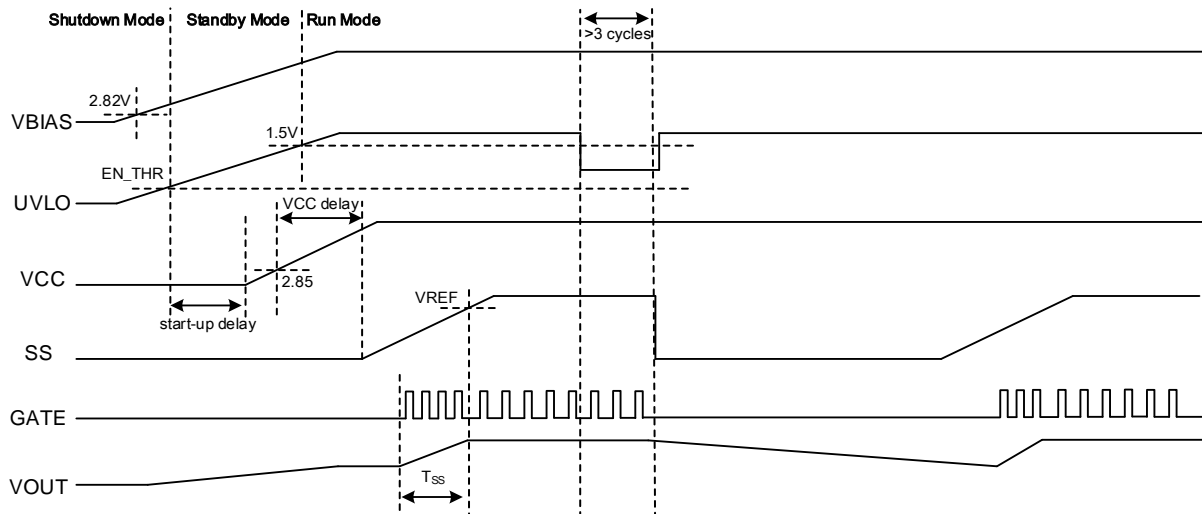 Shutdown Mode Standby Mode Run Mode
>3 cycles
2.82V
VBIAS
1.5V
EN_THR
UVLO
VCC delay
VCC
2.85
start-up delay
VREF
SS
GATE
VOUT
TSS